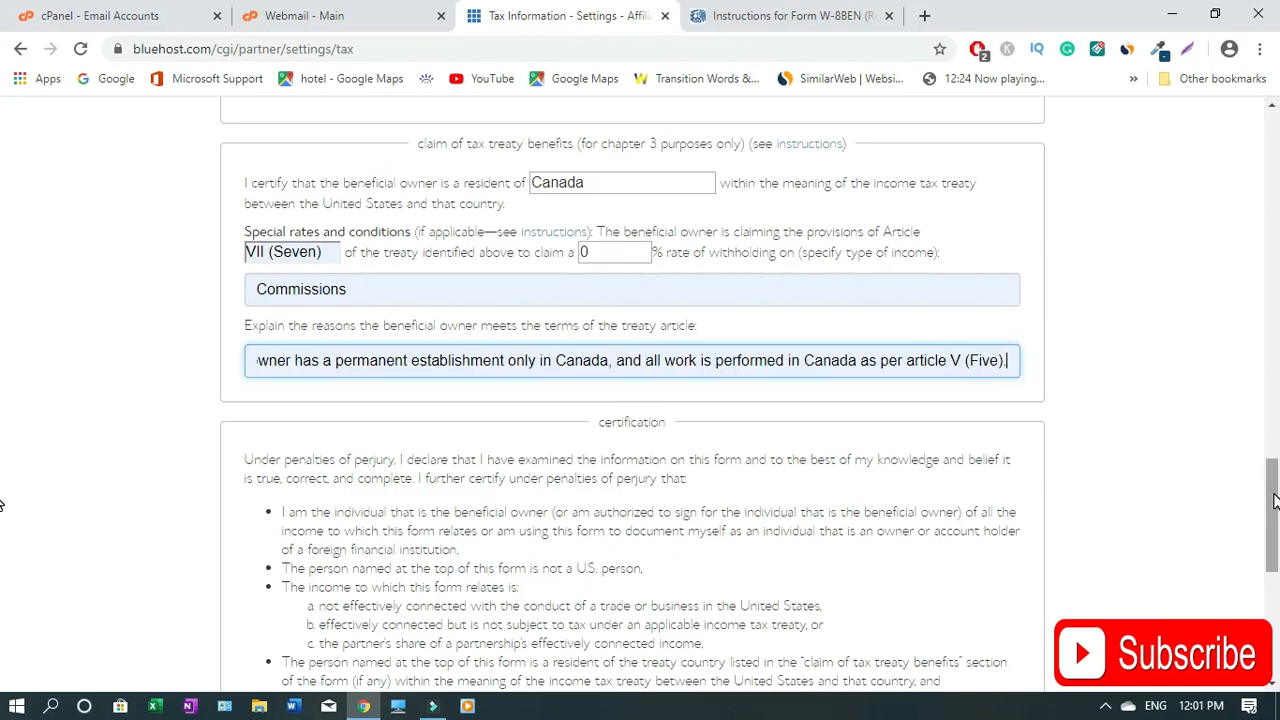 cPanel - Email Accounts
Webmail - Main
Tax Information - Settings - Affili
Instructions for Form W-8BEN (R
bluehost.com/cgi/partner/settings/tax
2
Apps
Google
Microsoft Support
hotel - Google Maps
YouTube
Google Maps
Transition Words &...
SimilarWeb | Websi...
12:24 Now playing...
Other bookmarks
claim of tax treaty benefits (for chapter 3 purposes only) (see instructions)
I certify that the beneficial owner is a resident of Canada within the meaning of the income tax treaty
between the United States and that country.
Special rates and conditions (if applicable—see instructions): The beneficial owner is claiming the provisions of Article
VII (Seven) of the treaty identified above to claim a 0 % rate of withholding on (specify type of income):
Commissions
Explain the reasons the beneficial owner meets the terms of the treaty article:
wner has a permanent establishment only in Canada, and all work is performed in Canada as per article V (Five).
certification
Under penalties of perjury, I declare that I have examined the information on this form and to the best of my knowledge and belief it
is true, correct, and complete. I further certify under penalties of perjury that:
• I am the individual that is the beneficial owner (or am authorized to sign for the individual that is the beneficial owner) of all the
income to which this form relates or am using this form to document myself as an individual that is an owner or account holder
of a foreign financial institution,
• The person named at the top of this form is not a U.S. person,
• The income to which this form relates is:
a. not effectively connected with the conduct of a trade or business in the United States,
b. effectively connected but is not subject to tax under an applicable income tax treaty, or
c. the partner's share of a partnership's effectively connected income,
• The person named at the top of this form is a resident of the treaty country listed in the "claim of tax treaty benefits" section
of the form (if any) within the meaning of the income tax treaty between the United States and that country, and
Subscribe
ENG
12:01 PM